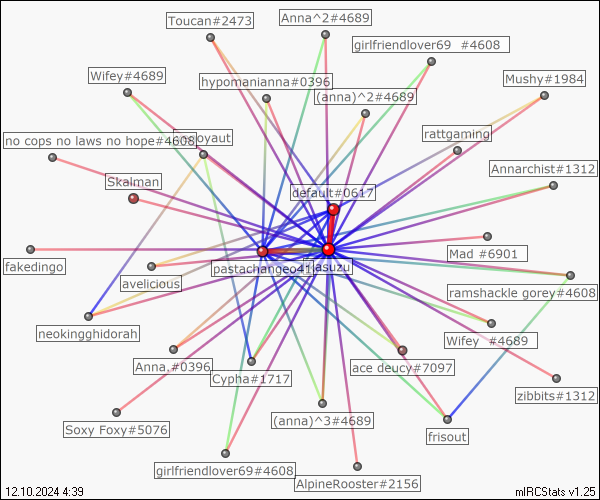 Toucan#2473
Anna^2#4689
girlfriendlover69 #4608
Wifey#4689
hypomanianna#0396
(anna)^2#4689
Mushy#1984
rattgaming
no cops no laws no hope#4608
Annarchist#1312
Skalman
default#0617
Mad #6901
fakedingo
avelicious
jasuzu
ramshackle gorey#4608
neokingghidorah
Wifey #4689
Anna,#0396
Cypha#1717
ace deucy#7097
zibbits#1312
Soxy Foxy#5076
(anna)^3#4689
frisout
girlfriendlover69#4608
AlpineRooster#2156
12.10.2024 4:39
mIRCStats v1.25